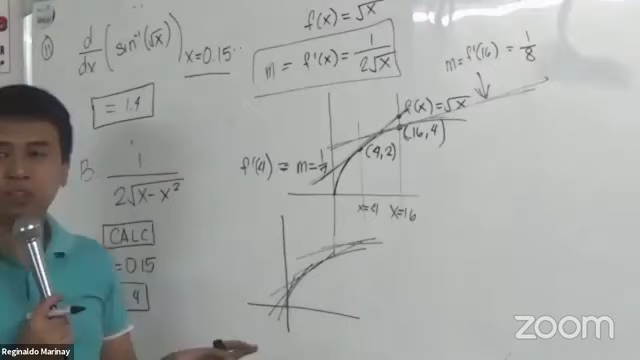 11
d/dx (sin⁻¹(√x)) x=0.15
= 1.4
B. 1/(2√x-x²)
CALC
=0.15
4
f(x)=√x
m = f'(x) = 1/(2√x)
m=f'(16) = 1/8
f(x)=√x
(16,4)
(4,2)
f'(4) = m=1/4
x=4
x=16
Reginaldo Marinay
zoom